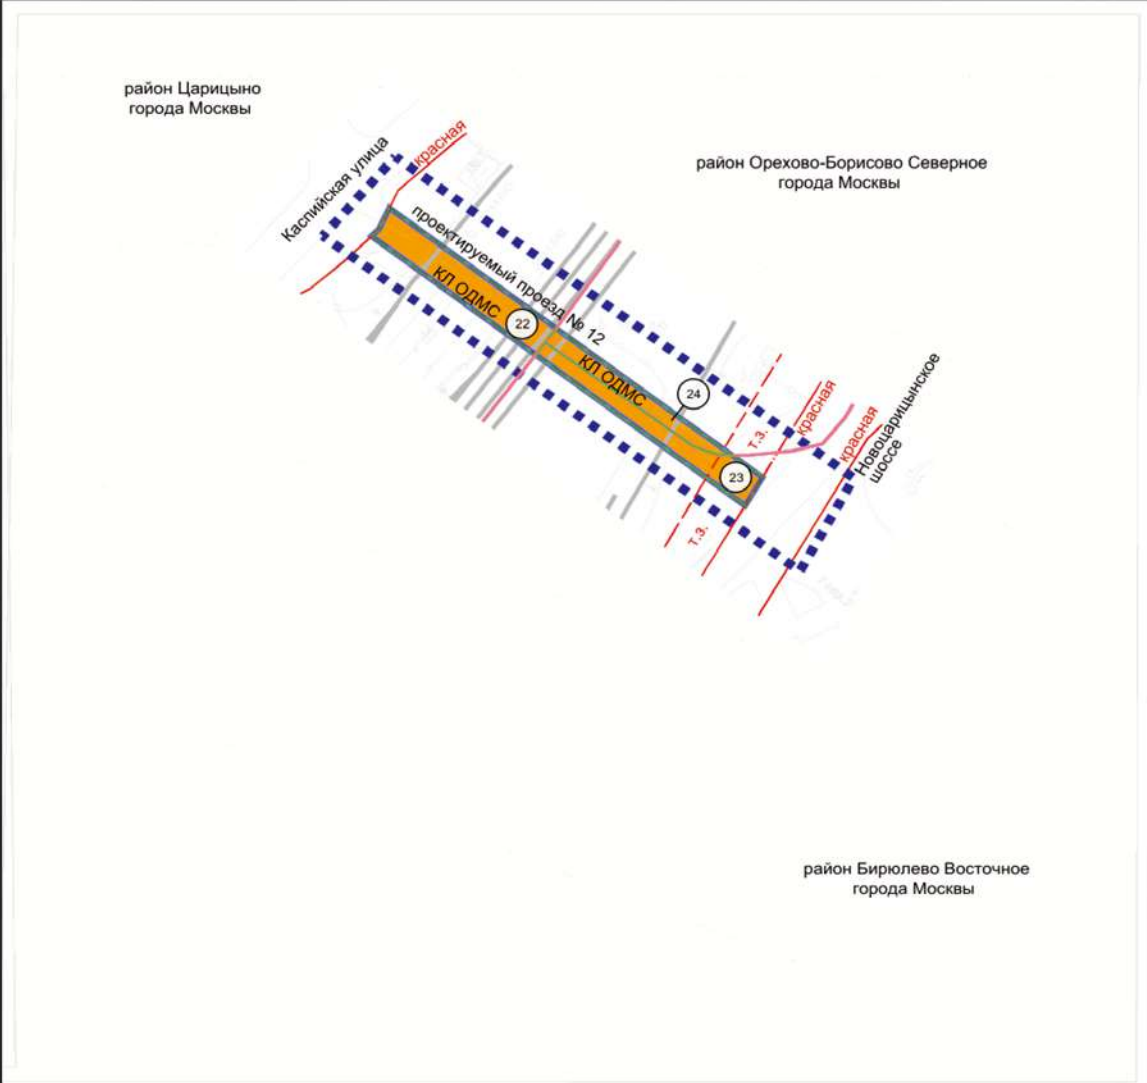 район Царицыно
города Москвы
красная
район Орехово-Борисово Северное
города Москвы
Каспийская улица
проектируемый проезд № 12
КЛ ОДМС
22
КЛ ОДМС
24
т.з.
красная
красная
Новоцарицынское
шоссе
23
т.з.
район Бирюлево Восточное
города Москвы